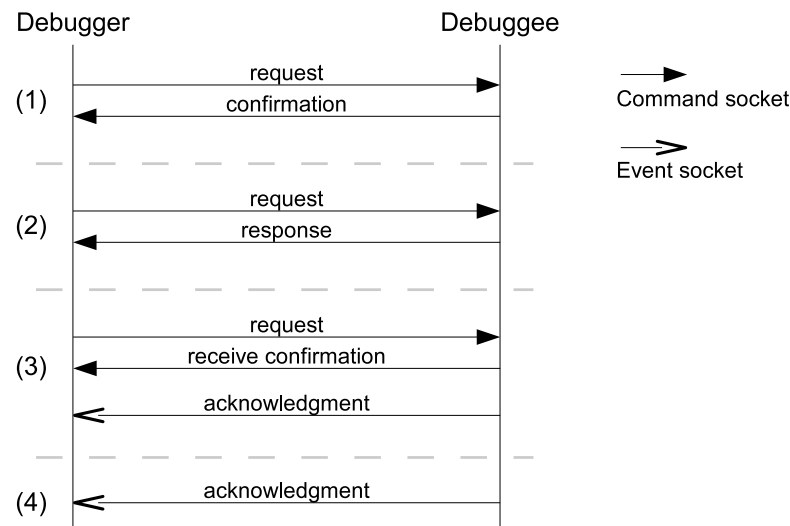 Debugger
Debuggee
(1)
request
confirmation
Command socket
Event socket
(2)
request
response
(3)
request
receive confirmation
acknowledgment
(4)
acknowledgment